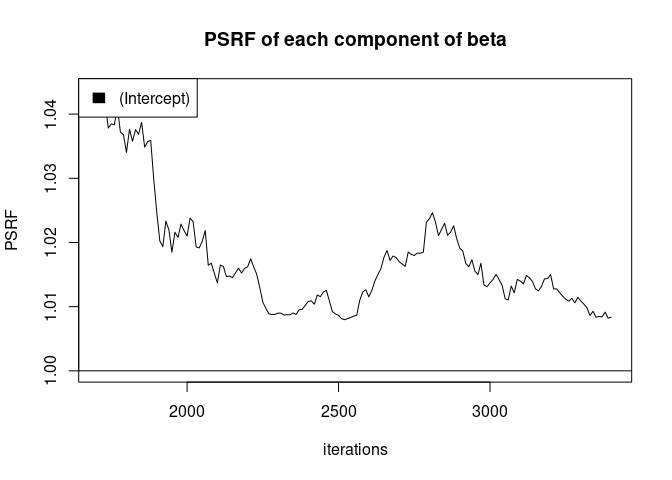 PSRF of each component of beta
(Intercept)
1.04
1.03
1.02
1.01
1.00
PSRF
2000 2500 3000
iterations